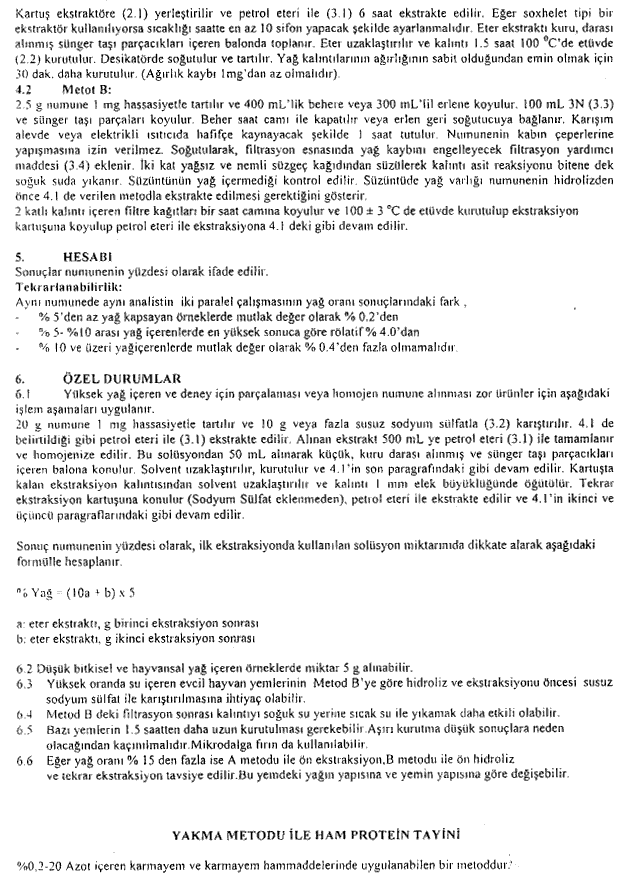 Kartuş ekstraktöre (2.1) yerleştirilir ve petrol eteri ile (3.1) 6 saat ekstrakte edilir. Eğer soxhelet tipi bir
ekstraktör kullanılıyorsa sıcaklığı saatte en az 10 sifon yapacak şekilde ayarlanmalıdır. Eter ekstraktı kuru, darası
alınmış sünger taşı parçacıkları içeren balonda toplanır. Eter uzaklaştırılır ve kalıntı 1.5 saat 100 ⁰C'de etüvde
(2.2) kurutulur. Desikatörde soğutulur ve tartılır. Yağ kalıntılarının ağırlığının sabit olduğundan emin olmak için
30 dak. daha kurutulur. (Ağırlık kaybı 1mg'dan az olmalıdır).
4.2 Metot B:
2.5 g numune 1 mg hassasiyetle tartılır ve 400 mL'lik behere veya 300 mL'lil erlene koyulur. 100 mL 3N (3.3)
ve sünger taşı parçaları koyulur. Beher saat camı ile kapatılır veya erlen geri soğutucuya bağlanır. Karışım
alevde veya elektrikli ısıtıcıda hafifçe kaynayacak şekilde 1 saat tutulur. Numunenin kabın çeperlerine
yapışmasına izin verilmez. Soğutularak, filtrasyon esnasında yağ kaybını engelleyecek filtrasyon yardımcı
maddesi (3.4) eklenir. İki kat yağsız ve nemli süzgeç kağıdından süzülerek kalıntı asit reaksiyonu bitene dek
soğuk suda yıkanır. Süzüntünün yağ içermediği kontrol edilir. Süzüntüde yağ varlığı numunenin hidrolizden
önce 4.1 de verilen metodla ekstrakte edilmesi gerektiğini gösterir.
2 katlı kalıntı içeren filtre kağıtları bir saat camına koyulur ve 100 ± 3 ⁰C de etüvde kurutulup ekstraksiyon
kartuşuna koyulup petrol eteri ile ekstraksiyona 4.1 deki gibi devam edilir.
5. HESABİ
Sonuçlar numunenin yüzdesi olarak ifade edilir.
Tekrarlanabilirlik:
Aynı numunede aynı analistin iki paralel çalışmasının yağ oranı sonuçlarındaki fark ,
- % 5'den az yağ kapsayan örneklerde mutlak değer olarak % 0.2'den
- % 5- %10 arası yağ içerenlerde en yüksek sonuca göre rölatif % 4.0'dan
- % 10 ve üzeri yağiçerenlerde mutlak değer olarak % 0.4'den fazla olmamalıdır.
6. ÖZEL DURUMLAR
6.1 Yüksek yağ içeren ve deney için parçalaması veya homojen numune alınması zor ürünler için aşağıdaki
işlem aşamaları uygulanır.
20 g numune 1 mg hassasiyetle tartılır ve 10 g veya fazla susuz sodyum sülfatla (3.2) karıştırılır. 4.1 de
belirtildiği gibi petrol eteri ile (3.1) ekstrakte edilir. Alınan ekstrakt 500 mL ye petrol eteri (3.1) ile tamamlanır
ve homojenize edilir. Bu solüsyondan 50 mL alınarak küçük, kuru darası alınmış ve sünger taşı parçacıkları
içeren balona konulur. Solvent uzaklaştırılır, kurutulur ve 4.1'in son paragrafındaki gibi devam edilir. Kartuşta
kalan ekstraksiyon kalıntısından solvent uzaklaştırılır ve kalıntı 1 mm elek büyüklüğünde öğütülür. Tekrar
ekstraksiyon kartuşuna konulur (Sodyum Sülfat eklenmeden), petrol eteri ile ekstrakte edilir ve 4.1'in ikinci ve
üçüncü paragraflarındaki gibi devam edilir.
Sonuç numunenin yüzdesi olarak, ilk ekstraksiyonda kullanılan solüsyon miktarınıda dikkate alarak aşağıdaki
formülle hesaplanır.
% Yağ = (10a + b) x 5
a: eter ekstraktı, g birinci ekstraksiyon sonrası
b: eter ekstraktı, g ikinci ekstraksiyon sonrası
6.2 Düşük bitkisel ve hayvansal yağ içeren örneklerde miktar 5 g alınabilir.
6.3 Yüksek oranda su içeren evcil hayvan yemlerinin Metod B'ye göre hidroliz ve ekstraksiyonu öncesi susuz
sodyum sülfat ile karıştırılmasına ihtiyaç olabilir.
6.4 Metod B deki filtrasyon sonrası kalıntıyı soğuk su yerine sıcak su ile yıkamak daha etkili olabilir.
6.5 Bazı yemlerin 1.5 saatten daha uzun kurutulması gerekebilir.Aşırı kurutma düşük sonuçlara neden
olacağından kaçınılmalıdır.Mikrodalga fırın da kullanılabilir.
6.6 Eğer yağ oranı % 15 den fazla ise A metodu ile ön ekstraksiyon,B metodu ile ön hidroliz
ve tekrar ekstraksiyon tavsiye edilir.Bu yemdeki yağın yapısına ve yemin yapısına göre değişebilir.
YAKMA METODU İLE HAM PROTEİN TAYİNİ
%0,2-20 Azot içeren karmayem ve karmayem hammaddelerinde uygulanabilen bir metoddur.